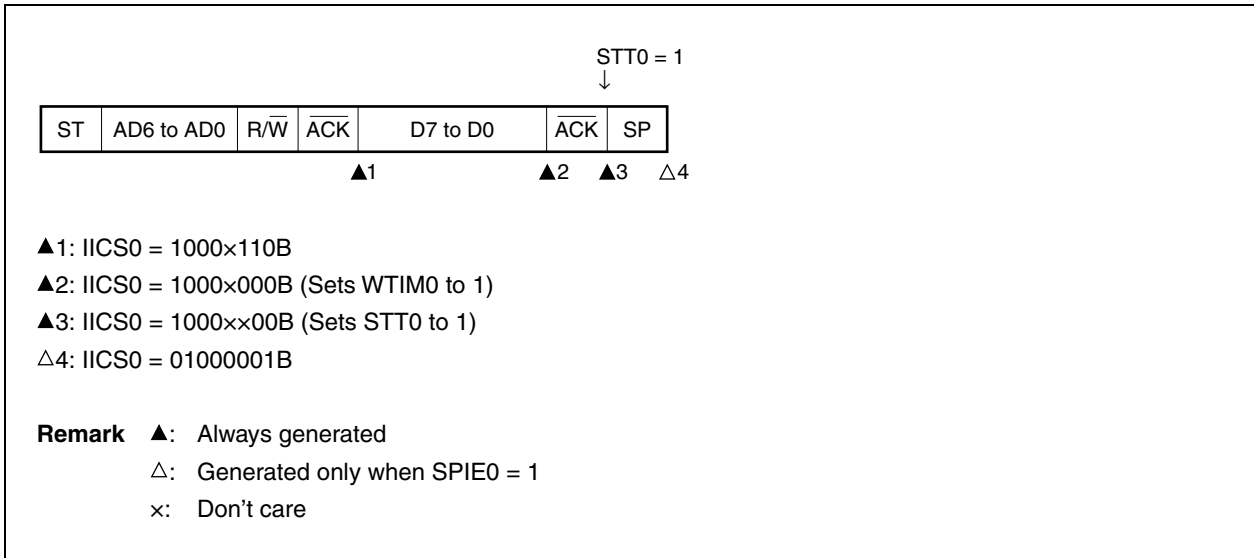 STT0 = 1
↓
ST AD6 to AD0 R/W̅ A̅C̅K̅ D7 to D0 A̅C̅K̅ SP
▲1 ▲2 ▲3 △4
▲1: IICS0 = 1000×110B
▲2: IICS0 = 1000×000B (Sets WTIM0 to 1)
▲3: IICS0 = 1000××00B (Sets STT0 to 1)
△4: IICS0 = 01000001B
Remark ▲: Always generated
△: Generated only when SPIE0 = 1
×: Don't care